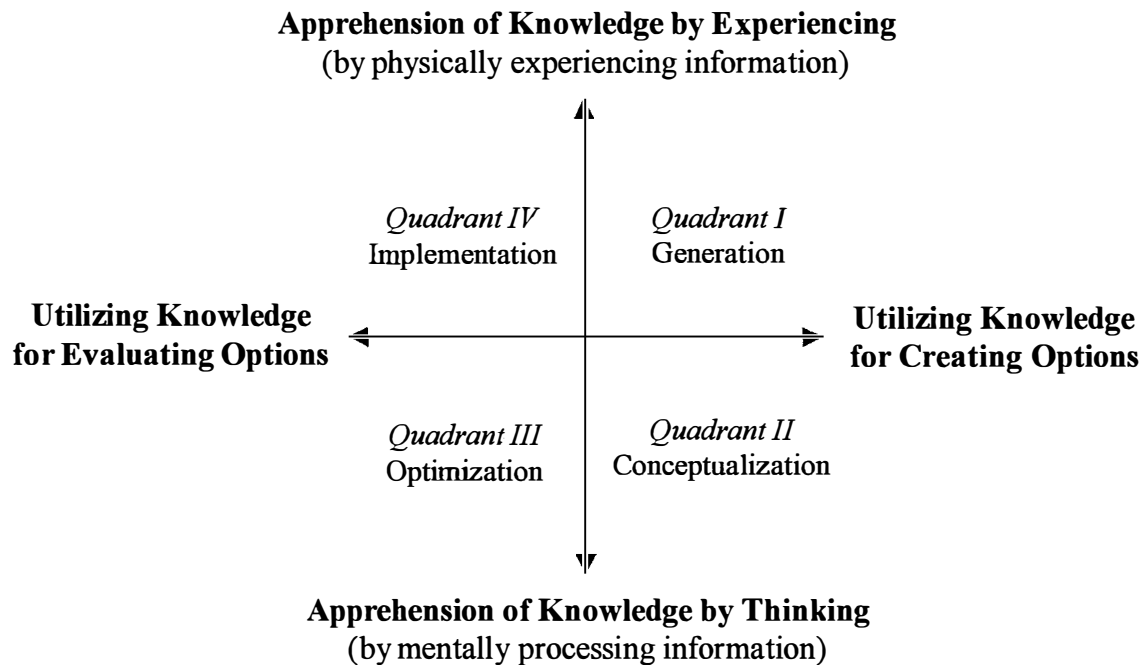 Apprehension of Knowledge by Experiencing
(by physically experiencing information)
Quadrant IV
Implementation
Quadrant I
Generation
Utilizing Knowledge
for Evaluating Options
Utilizing Knowledge
for Creating Options
Quadrant III
Optimization
Quadrant II
Conceptualization
Apprehension of Knowledge by Thinking
(by mentally processing information)